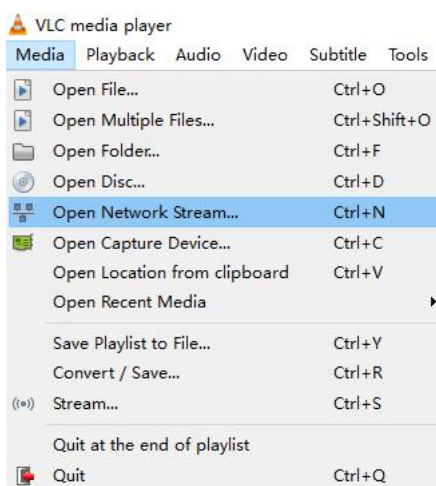 VLC media player
Media Playback Audio Video Subtitle Tools
Open File... Ctrl+O
Open Multiple Files... Ctrl+Shift+O
Open Folder... Ctrl+F
Open Disc... Ctrl+D
Open Network Stream... Ctrl+N
Open Capture Device... Ctrl+C
Open Location from clipboard Ctrl+V
Open Recent Media
Save Playlist to File... Ctrl+Y
Convert / Save... Ctrl+R
Stream... Ctrl+S
Quit at the end of playlist
Quit Ctrl+Q